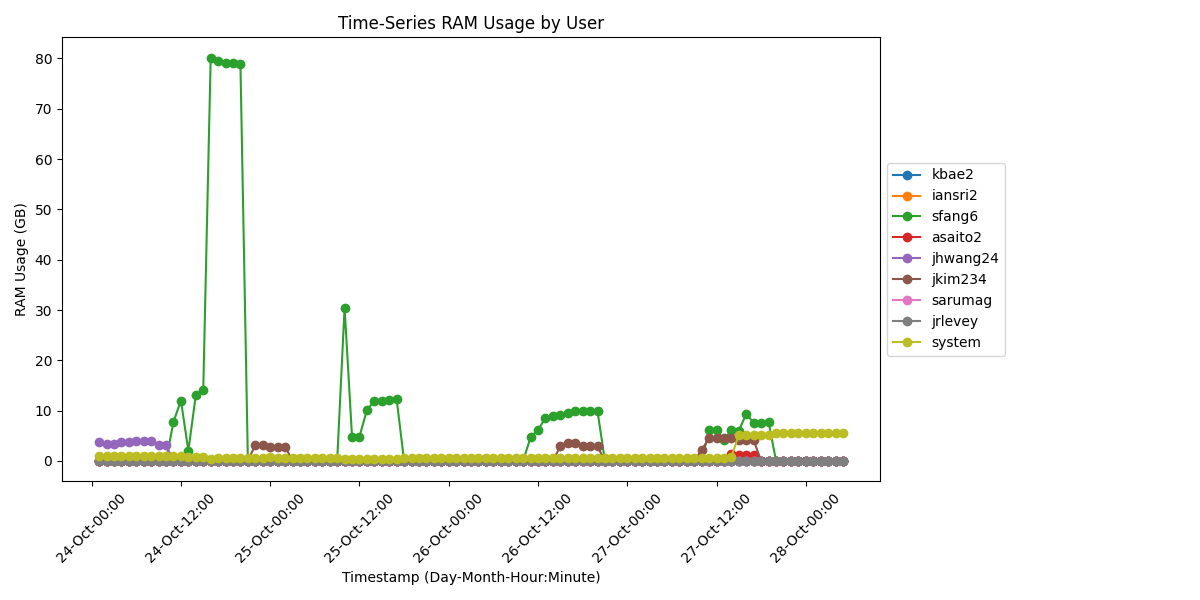 Time-Series RAM Usage by User
RAM Usage (GB)
80
70
60
50
40
30
20
10
0
24-Oct-00:00
24-Oct-12:00
25-Oct-00:00
25-Oct-12:00
26-Oct-00:00
26-Oct-12:00
27-Oct-00:00
27-Oct-12:00
28-Oct-00:00
Timestamp (Day-Month-Hour:Minute)
kbae2
iansri2
sfang6
asaito2
jhwang24
jkim234
sarumag
jrlevey
system